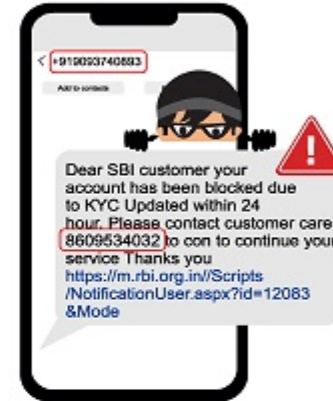 +919093740893
Add to contacts
Dear SBI customer your
account has been blocked due
to KYC Updated within 24
hour. Please contact customer care
8609534032 to con to continue your
service Thanks you
https://m.rbi.org.in//Scripts
/NotificationUser.aspx?id=12083
&Mode